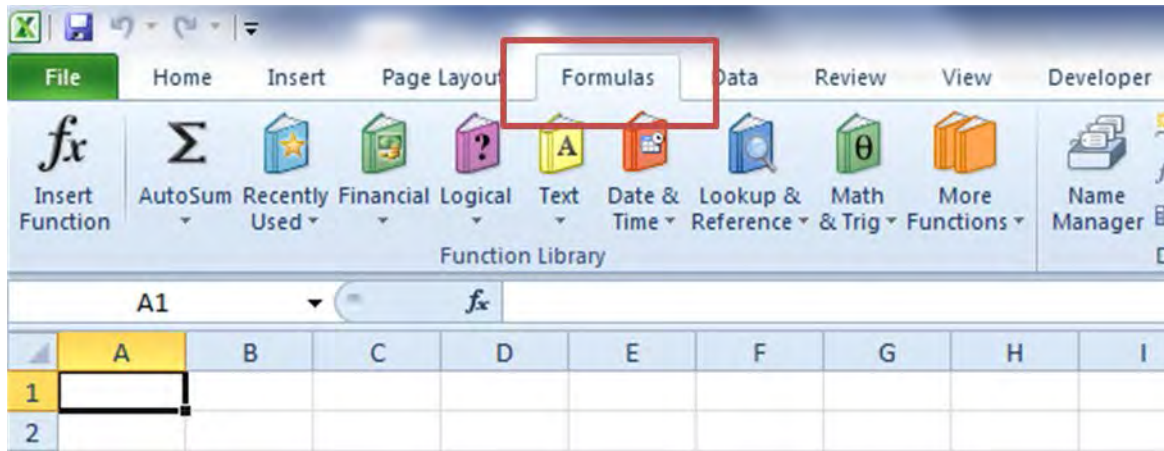 File Home Insert Page Layout Formulas Data Review View Developer
fx Σ ? A θ
Insert AutoSum Recently Financial Logical Text Date & Lookup & Math More Name
Function Used Time Reference & Trig Functions Manager
Function Library
A1 fx
A B C D E F G H I
1
2